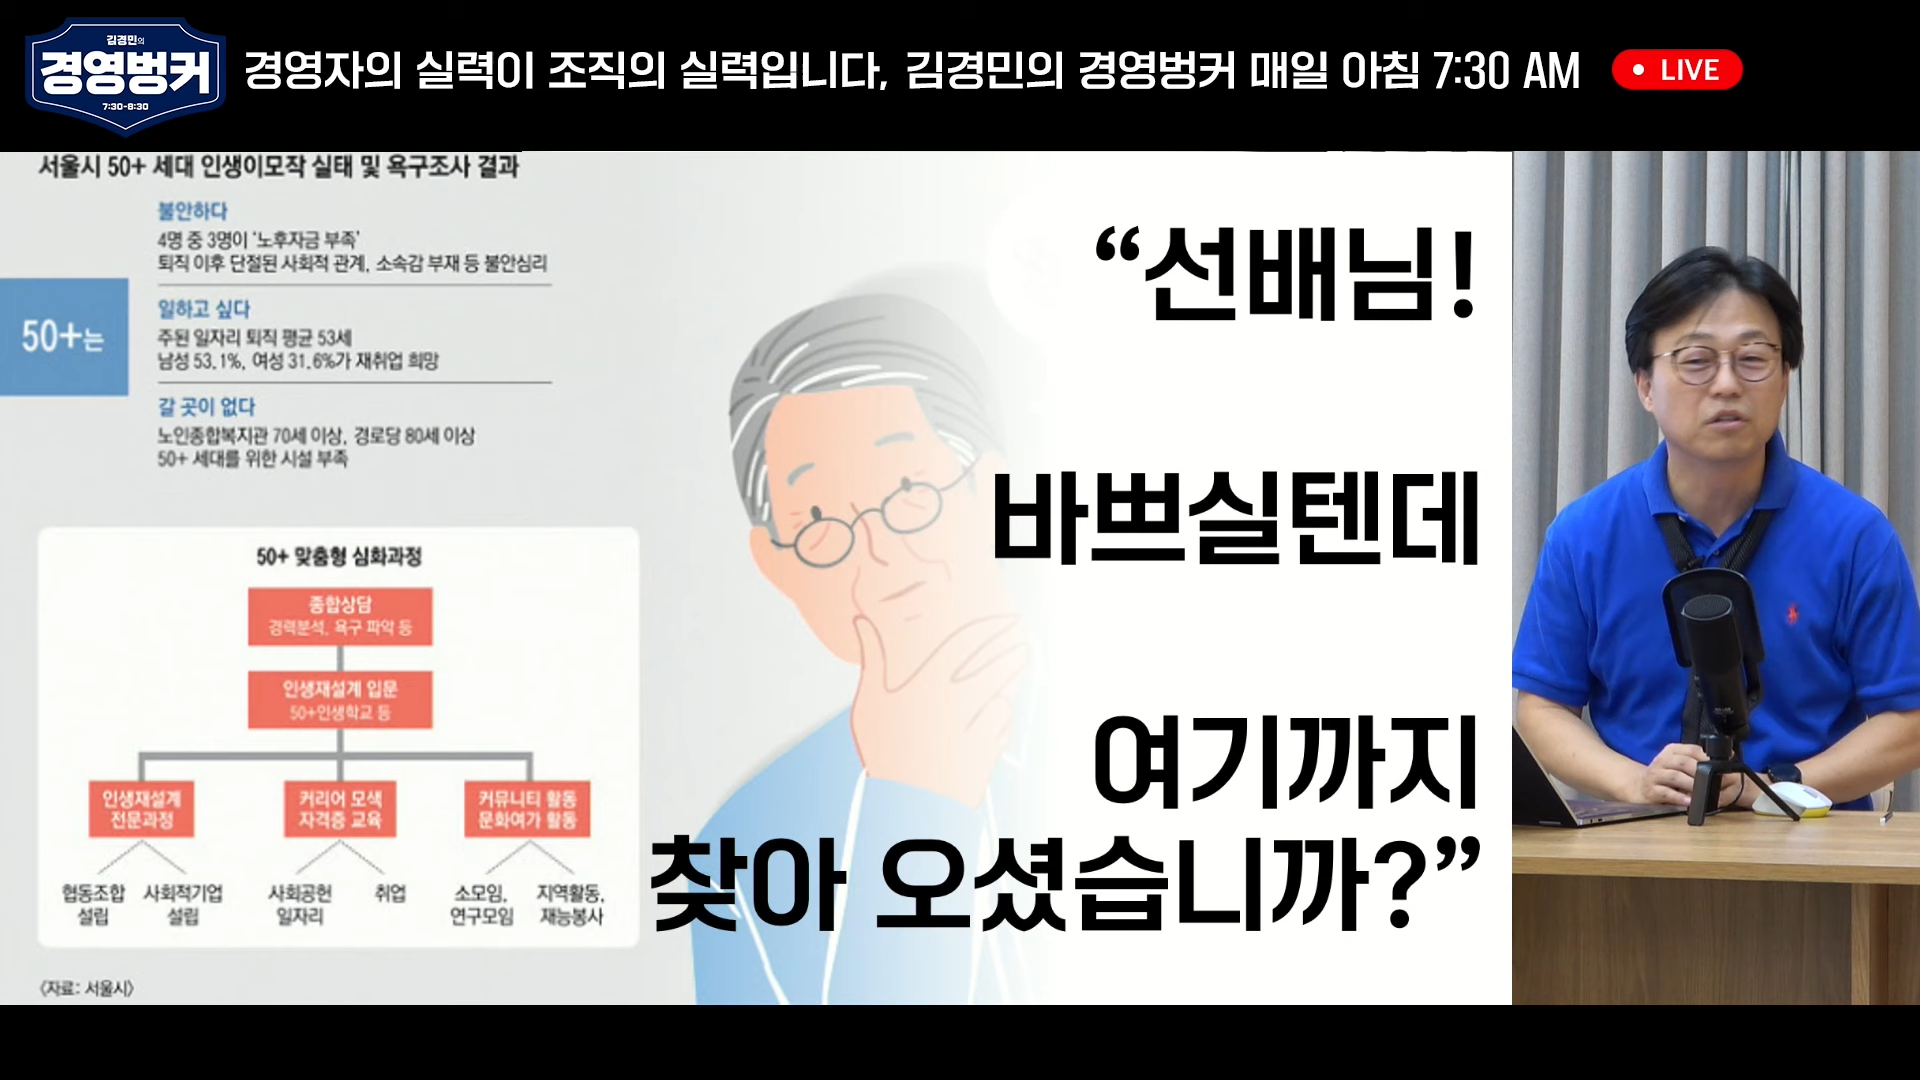 김경민의
경영벙커
7:30-8:30
경영자의 실력이 조직의 실력입니다, 김경민의 경영벙커 매일 아침 7:30 AM
LIVE
서울시 50+ 세대 인생이모작 실태 및 욕구조사 결과
50+는
불안하다
4명 중 3명이 '노후자금 부족'
퇴직 이후 단절된 사회적 관계, 소속감 부재 등 불안심리
일하고 싶다
주된 일자리 퇴직 평균 53세
남성 53.1%, 여성 31.6%가 재취업 희망
갈 곳이 없다
노인종합복지관 70세 이상, 경로당 80세 이상
50+ 세대를 위한 시설 부족
50+ 맞춤형 심화과정
종합상담
경력분석, 욕구 파악 등
인생재설계 입문
50+인생학교 등
인생재설계
전문과정
커리어 모색
자격증 교육
커뮤니티 활동
문화여가 활동
협동조합
설립
사회적기업
설립
사회공헌
일자리
취업
소모임,
연구모임
지역활동,
재능봉사
〈자료: 서울시〉
“선배님!
바쁘실텐데
여기까지
찾아 오셨습니까?”